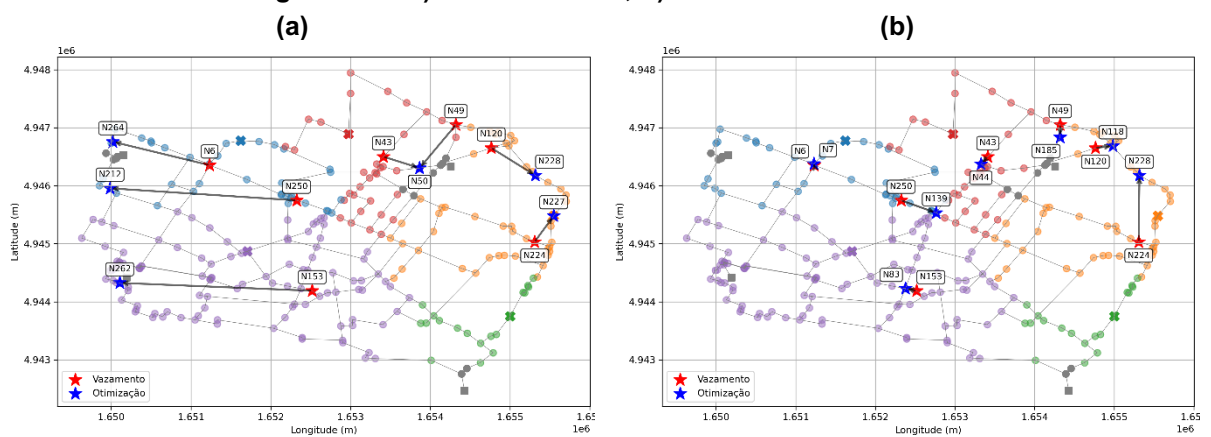 (a)
(b)
1e6
4.948
4.947
4.946
4.945
4.944
4.943
Latitude (m)
N264
N6
N212
N250
N262
N153
N43
N49
N50
N120
N228
N227
N224
Vazamento
Otimização
1.650
1.651
1.652
1.653
1.654
1.655
1.65
1e6
Longitude (m)
1e6
4.948
4.947
4.946
4.945
4.944
4.943
Latitude (m)
N6
N7
N250
N139
N83
N153
N43
N44
N49
N185
N118
N120
N228
N224
Vazamento
Otimização
1.650
1.651
1.652
1.653
1.654
1.655
1.65
1e6
Longitude (m)